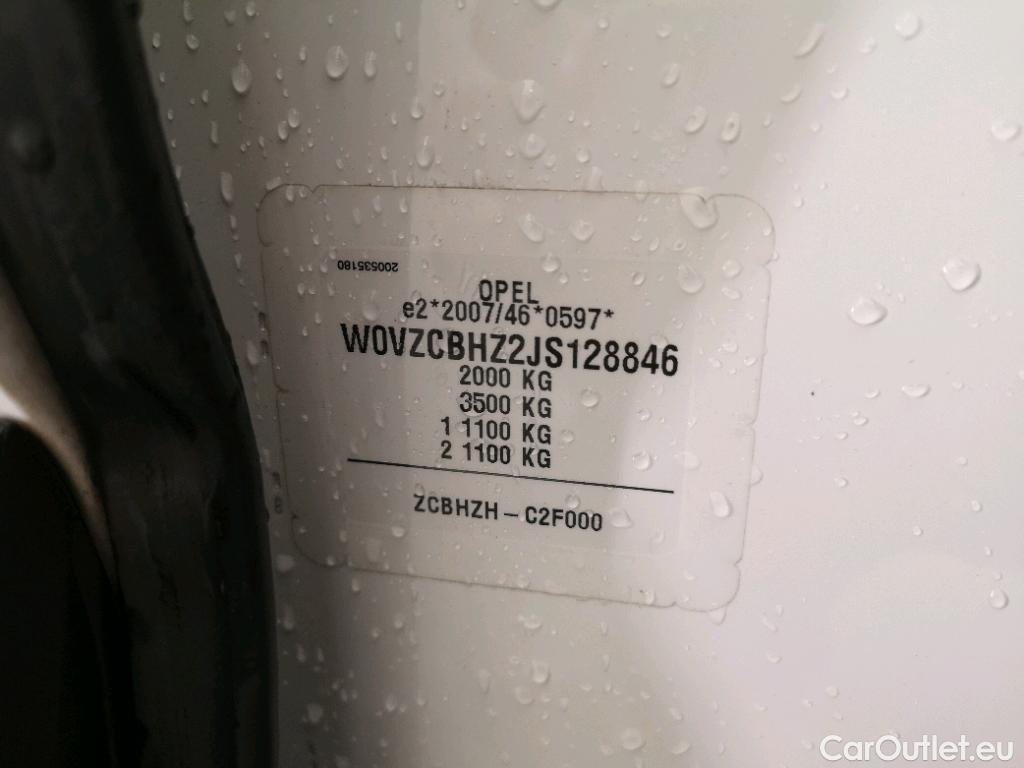 200535180
OPEL
e2*2007/46*0597*
W0VZCBHZ2JS128846
2000 KG
3500 KG
1 1100 KG
2 1100 KG
ZCBHZH - C2F000
CarOutlet.eu